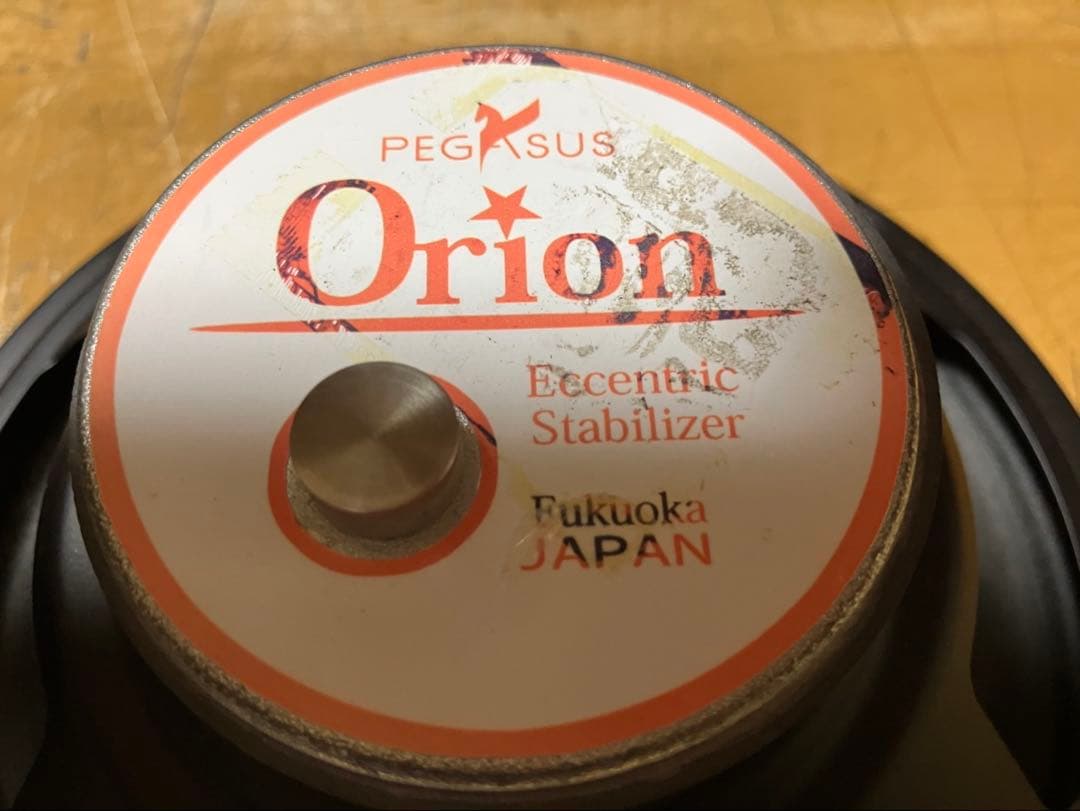 PEGASUS
Orion
Eccentric
Stabilizer
Fukuoka
JAPAN